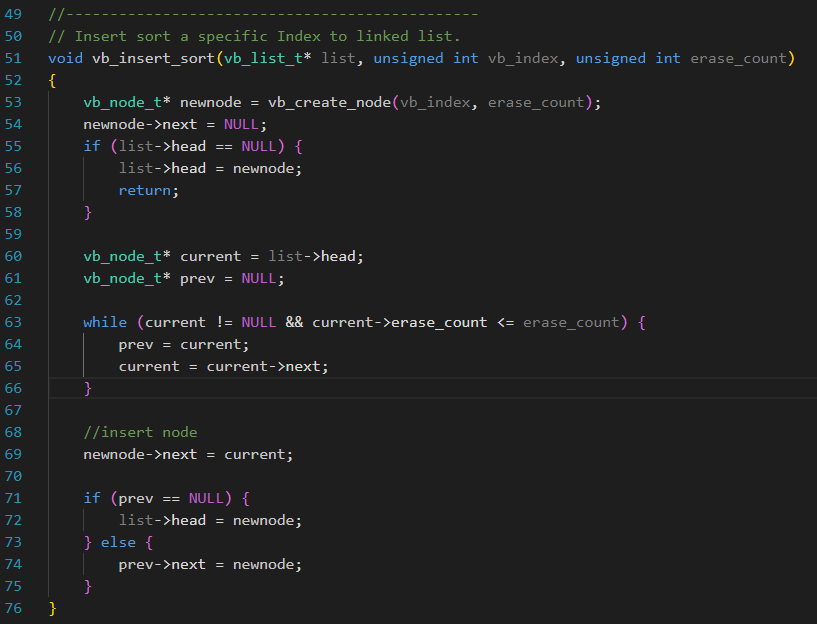 49 //-----------------------------------------------
50 // Insert sort a specific Index to linked list.
51 void vb_insert_sort(vb_list_t* list, unsigned int vb_index, unsigned int erase_count)
52 {
53     vb_node_t* newnode = vb_create_node(vb_index, erase_count);
54     newnode->next = NULL;
55     if (list->head == NULL) {
56         list->head = newnode;
57         return;
58     }
59
60     vb_node_t* current = list->head;
61     vb_node_t* prev = NULL;
62
63     while (current != NULL && current->erase_count <= erase_count) {
64         prev = current;
65         current = current->next;
66     }
67
68     //insert node
69     newnode->next = current;
70
71     if (prev == NULL) {
72         list->head = newnode;
73     } else {
74         prev->next = newnode;
75     }
76 }